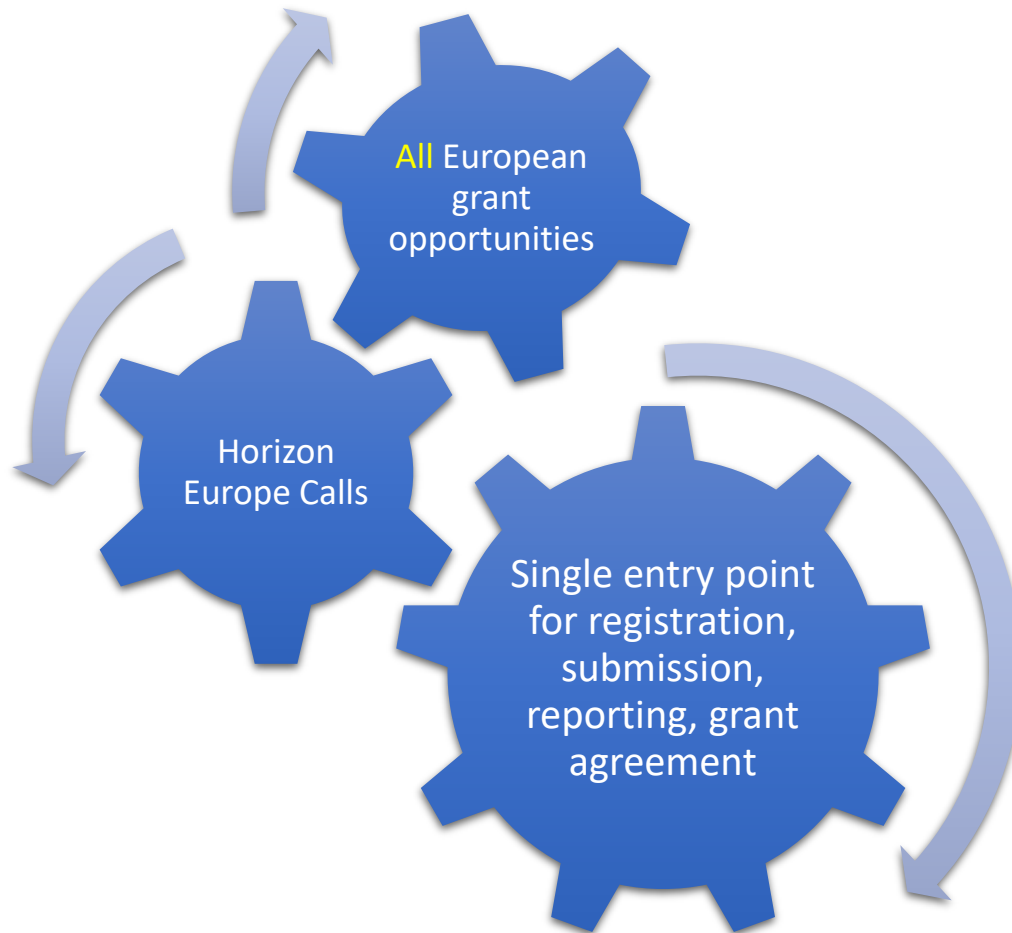 All European
grant
opportunities
Horizon
Europe Calls
Single entry point
for registration,
submission,
reporting, grant
agreement